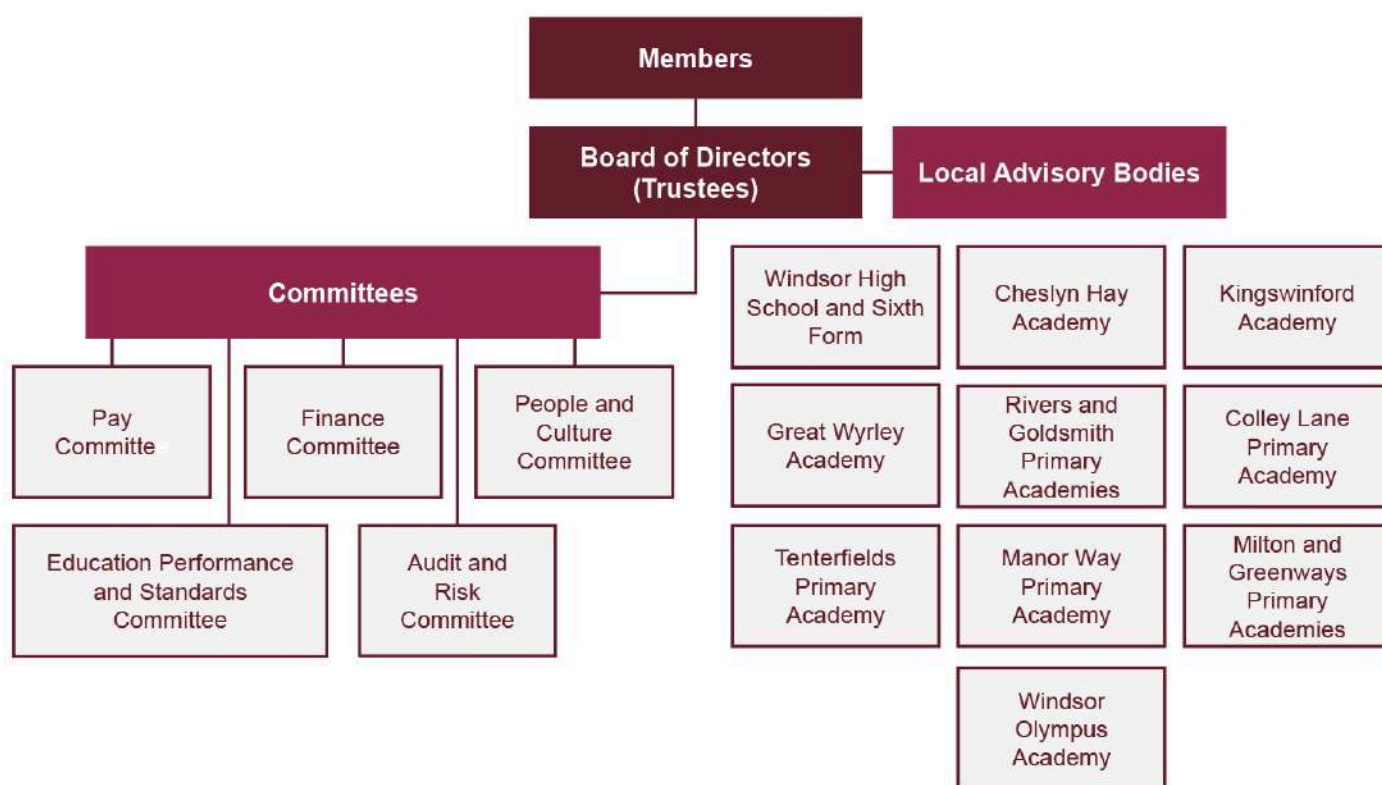 Members
Board of Directors
(Trustees)
Local Advisory Bodies
Committees
Pay
Committe
Finance
Committee
People and
Culture
Committee
Education Performance
and Standards
Committee
Audit and
Risk
Committee
Windsor High
School and Sixth
Form
Cheslyn Hay
Academy
Kingswinford
Academy
Great Wyrley
Academy
Rivers and
Goldsmith
Primary
Academies
Colley Lane
Primary
Academy
Tenterfields
Primary
Academy
Manor Way
Primary
Academy
Milton and
Greenways
Primary
Academies
Windsor
Olympus
Academy